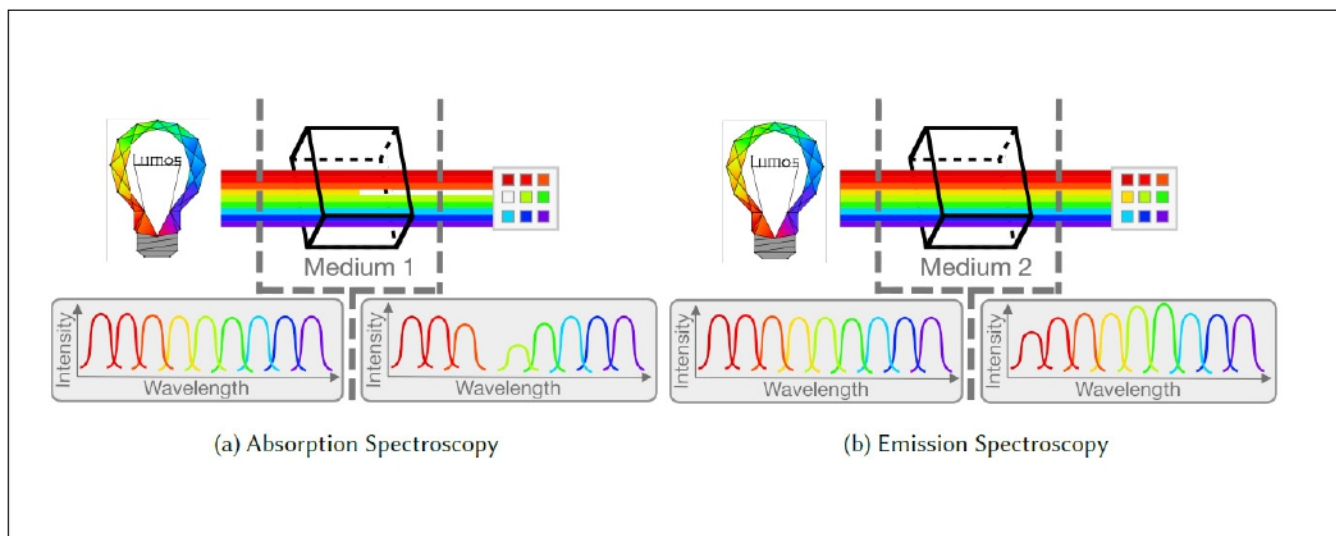 Lumos
Medium 1
Intensity
Wavelength
Intensity
Wavelength
(a) Absorption Spectroscopy
Lumos
Medium 2
Intensity
Wavelength
Intensity
Wavelength
(b) Emission Spectroscopy